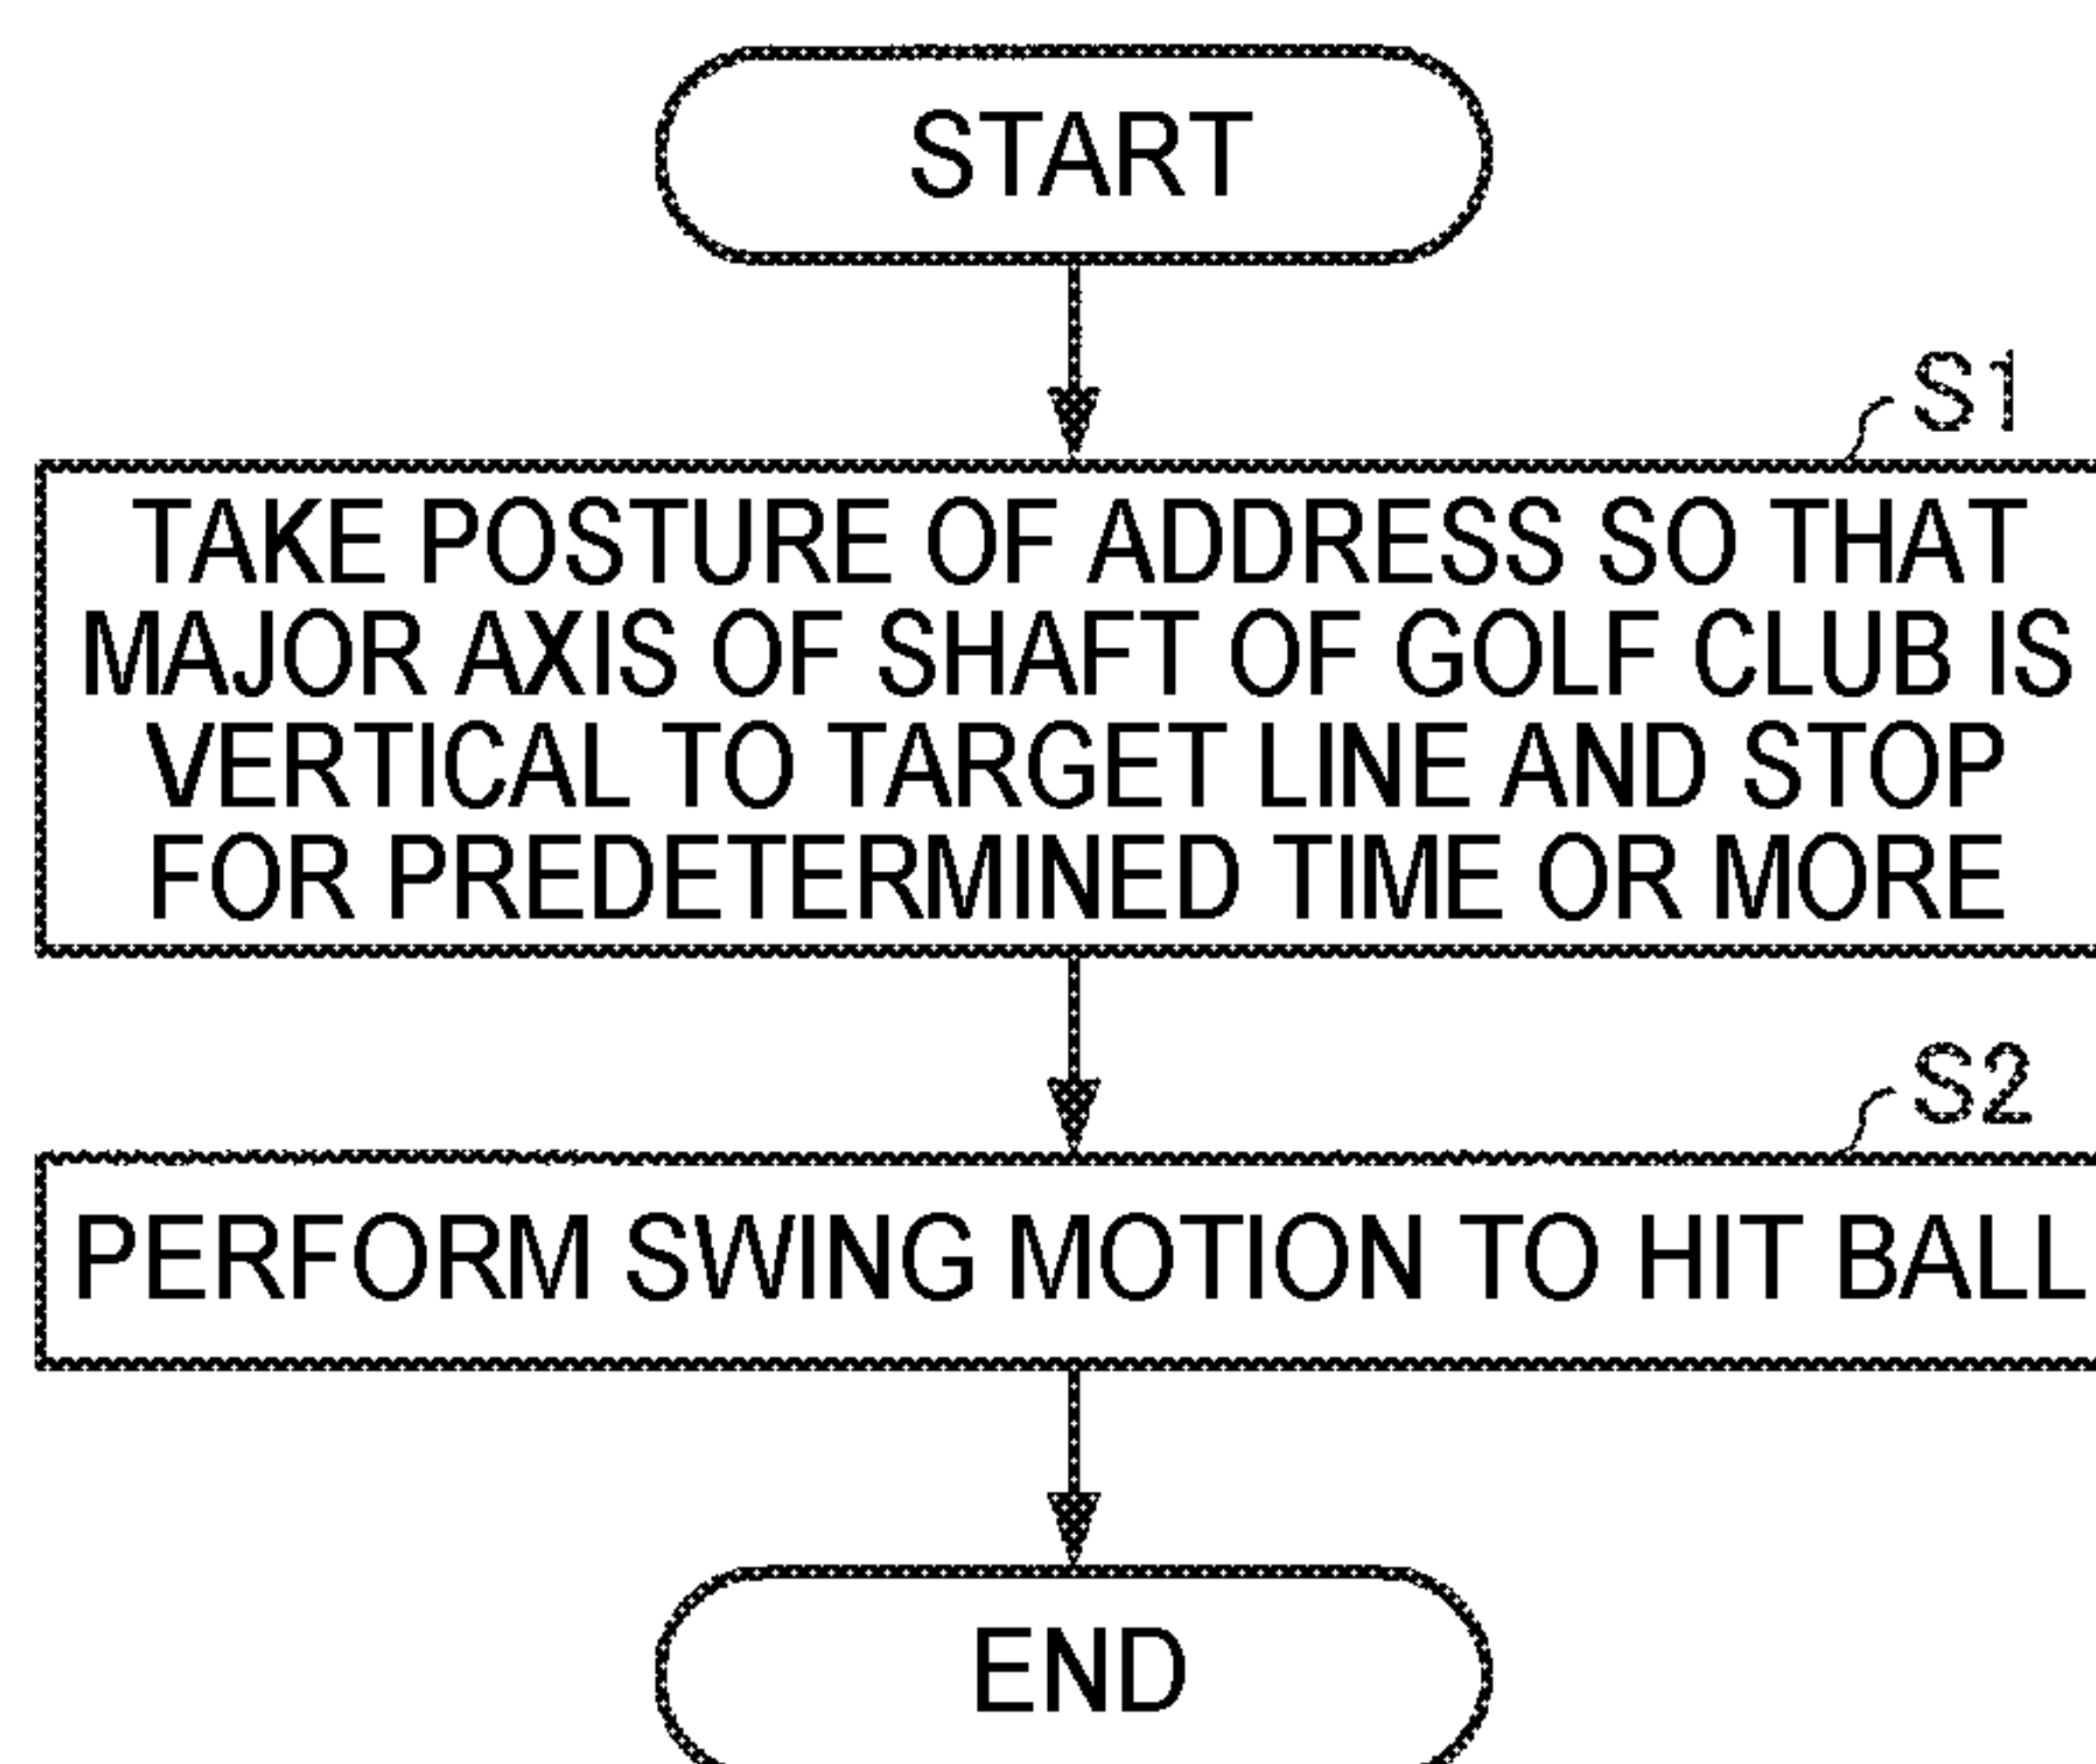 START
S1
TAKE POSTURE OF ADDRESS SO THAT
MAJOR AXIS OF SHAFT OF GOLF CLUB IS
VERTICAL TO TARGET LINE AND STOP
FOR PREDETERMINED TIME OR MORE
S2
PERFORM SWING MOTION TO HIT BALL
END